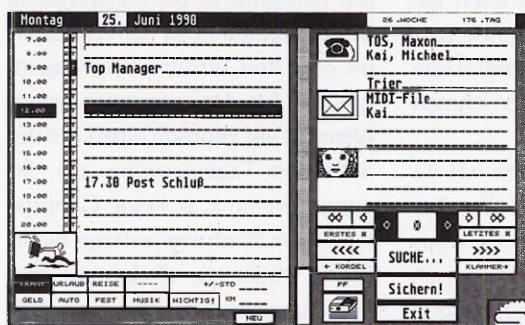 Montag 25. Juni 1990
26 .WOCHE 176 .TAG
7.00
8.00
9.00 Top Manager
10.00
11.00
12.00
13.00
14.00
15.00
16.00
17.00 17.30 Post Schluß
18.00
19.00
20.00
URLAUB REISE ---- +/-STD
GELD AUTO FEST MUSIK WICHTIG! KM
NEU
TOS, Maxon
Kai, Michael
Trier
MIDI-File
Kai
ERSTES LETZTES
<<<< SUCHE... >>>>
← KORDEL KLAMMER→
FF Sichern!
Exit